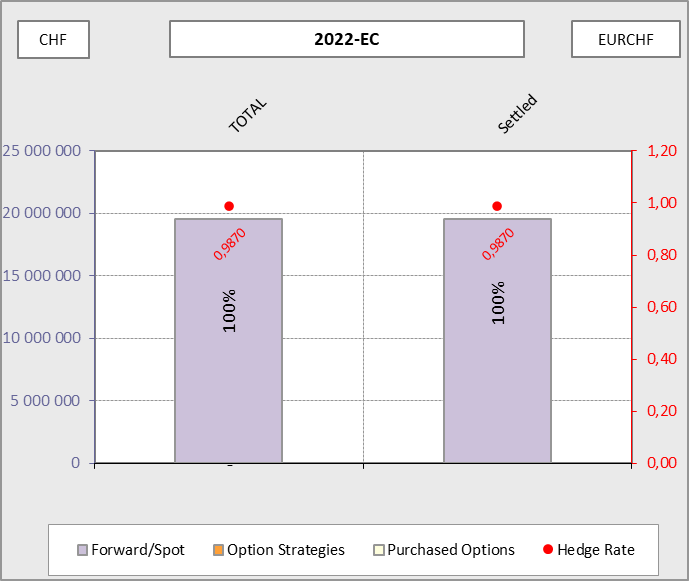 CHF 2022-EC EURCHF
TOTAL Settled
25 000 000 1,20
20 000 000 1,00
15 000 000 0,80
10 000 000 0,60
5 000 000 0,40
0 0,20
0,00
0,9870 0,9870
100% 100%
-
Forward/Spot Option Strategies Purchased Options Hedge Rate